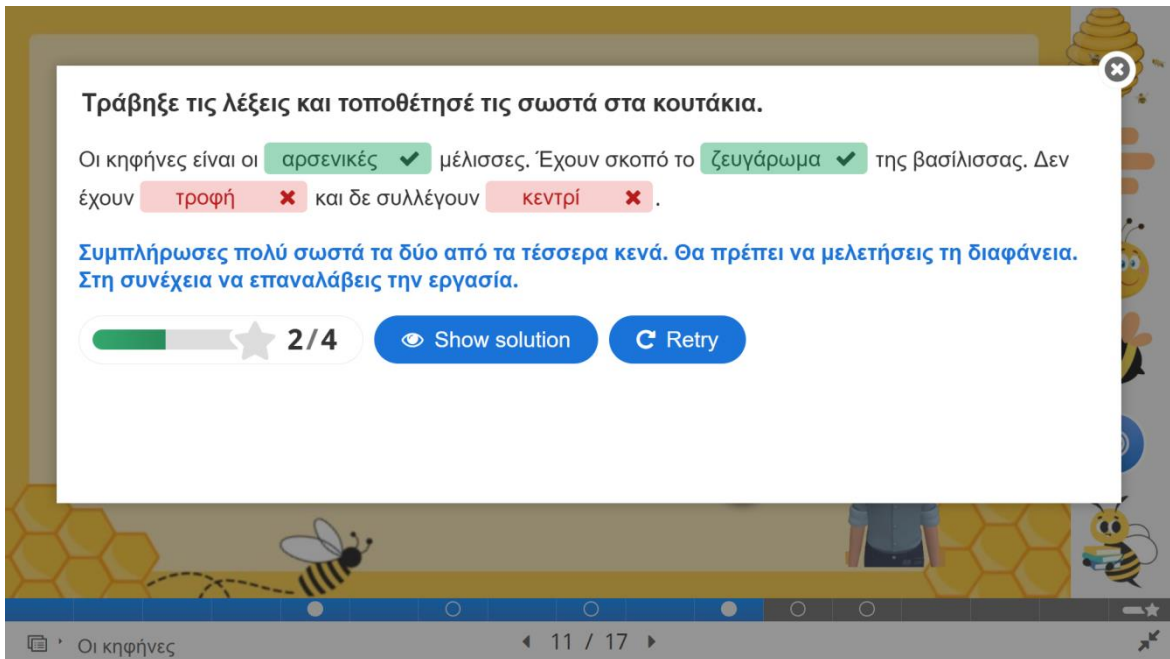 Τράβηξε τις λέξεις και τοποθέτησέ τις σωστά στα κουτάκια.
Οι κηφήνες είναι οι αρσενικές μέλισσες. Έχουν σκοπό το ζευγάρωμα της βασίλισσας. Δεν
έχουν τροφή και δε συλλέγουν κεντρί .
Συμπλήρωσες πολύ σωστά τα δύο από τα τέσσερα κενά. Θα πρέπει να μελετήσεις τη διαφάνεια.
Στη συνέχεια να επαναλάβεις την εργασία.
2/4 Show solution Retry
Οι κηφήνες 11 / 17